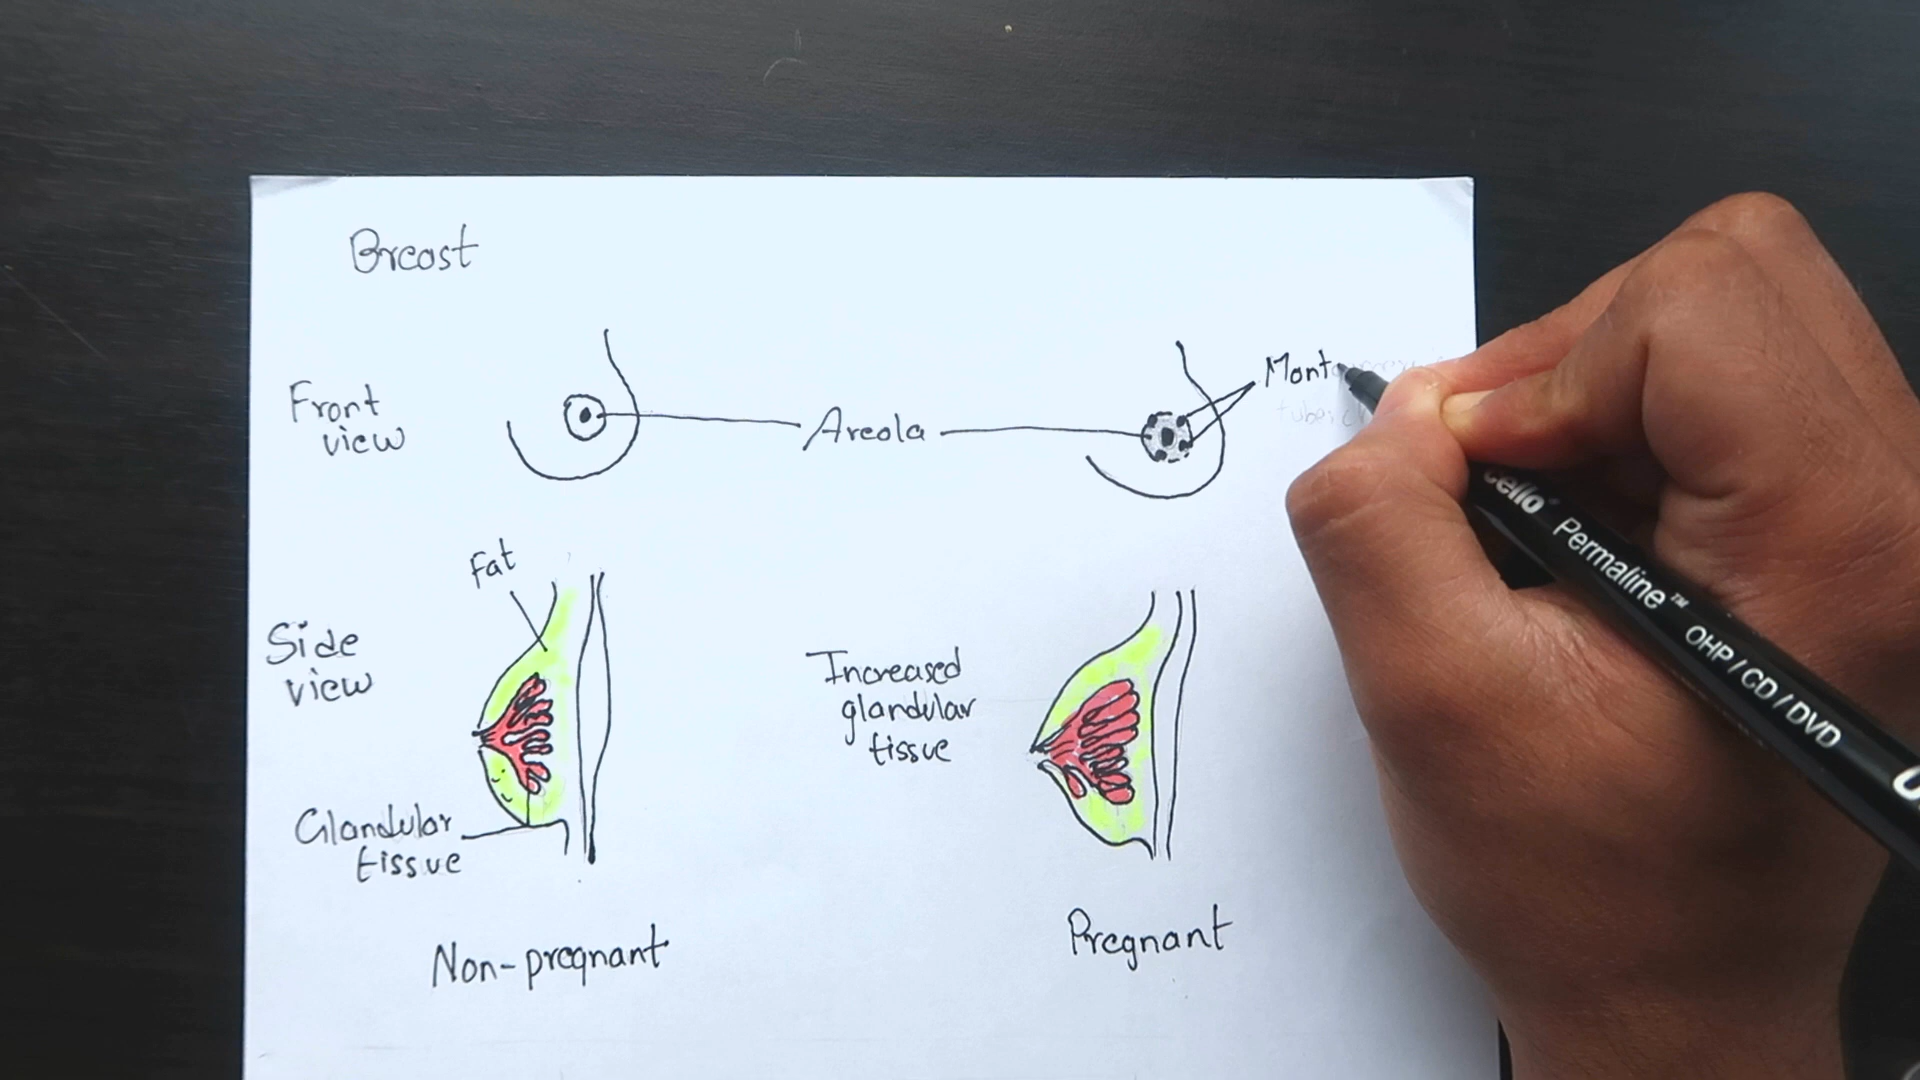 Breast
Front
view
Areola
Mont
Fat
Side
view
Increased
glandular
tissue
Glandular
tissue
Non-pregnant
Pregnant
cello® Permaline™ OHP / CD / DVD